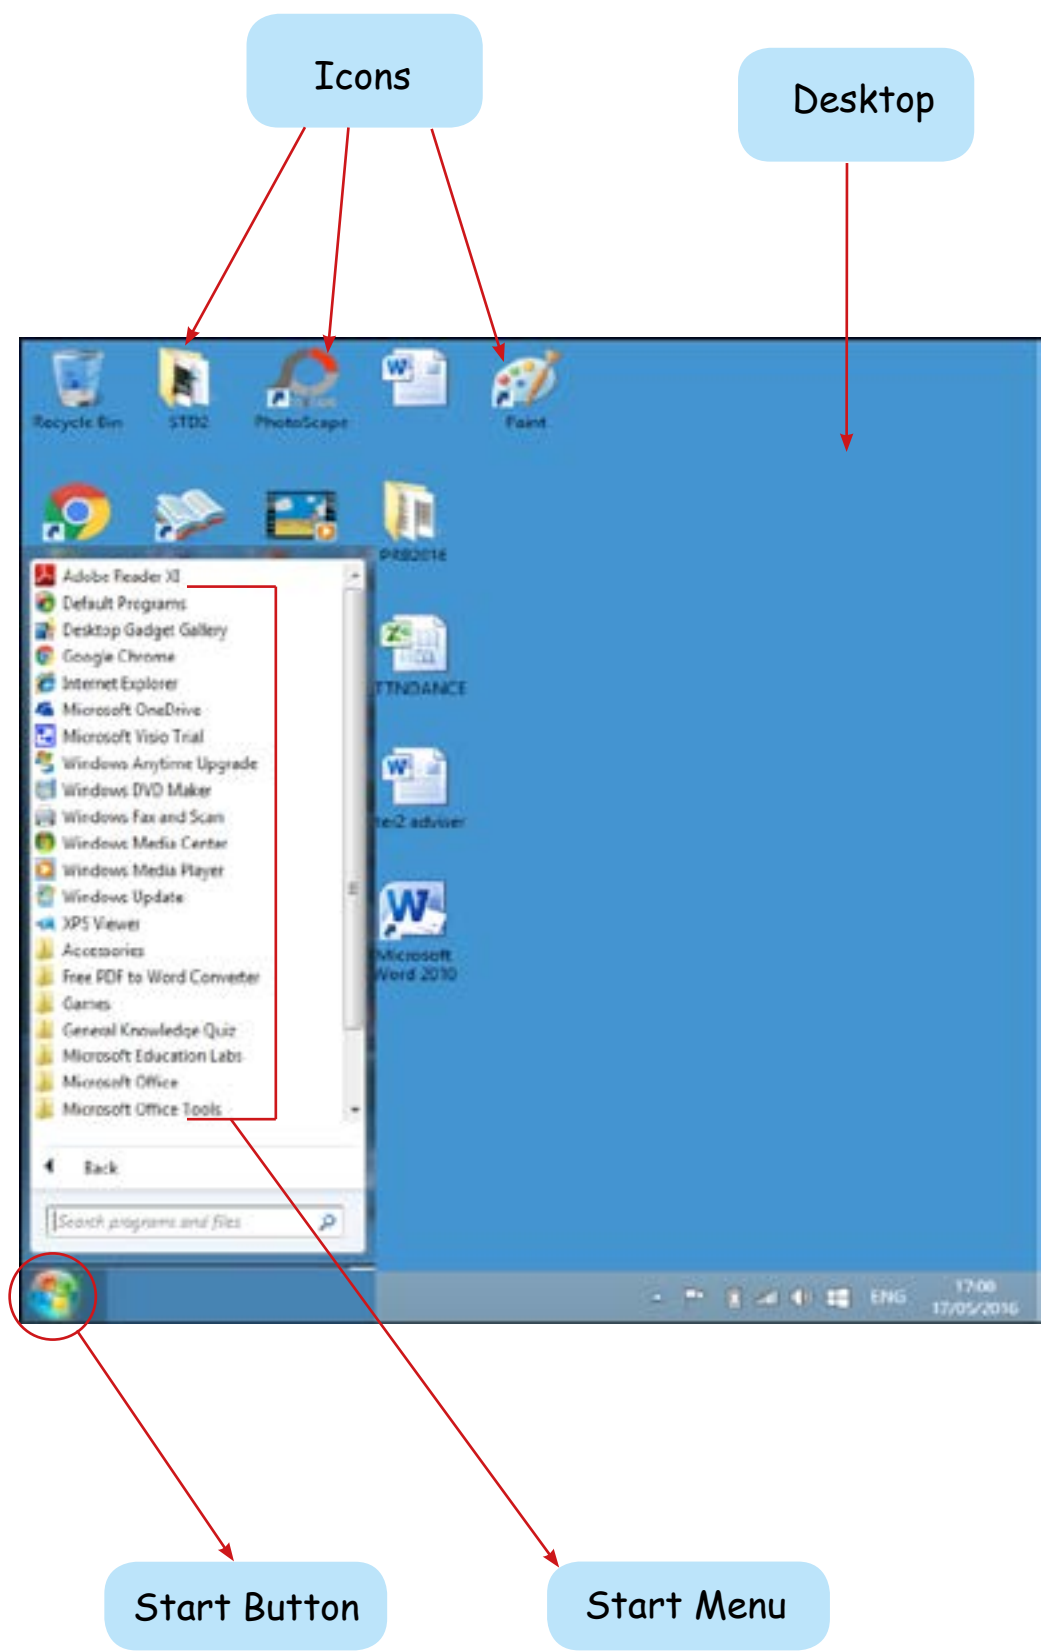 Icons
Desktop
Recycle Bin
STD2
PhotoScape
Paint
PRB2016
TTNDANCE
adviser
Microsoft
Word 2010
Adobe Reader XI
Default Programs
Desktop Gadget Gallery
Google Chrome
Internet Explorer
Microsoft OneDrive
Microsoft Visio Trial
Windows Anytime Upgrade
Windows DVD Maker
Windows Fax and Scan
Windows Media Center
Windows Media Player
Windows Update
XPS Viewer
Accessories
Free PDF to Word Converter
Games
General Knowledge Quiz
Microsoft Education Labs
Microsoft Office
Microsoft Office Tools
Back
Search programs and files
ENG
17:00
17/05/2016
Start Button
Start Menu